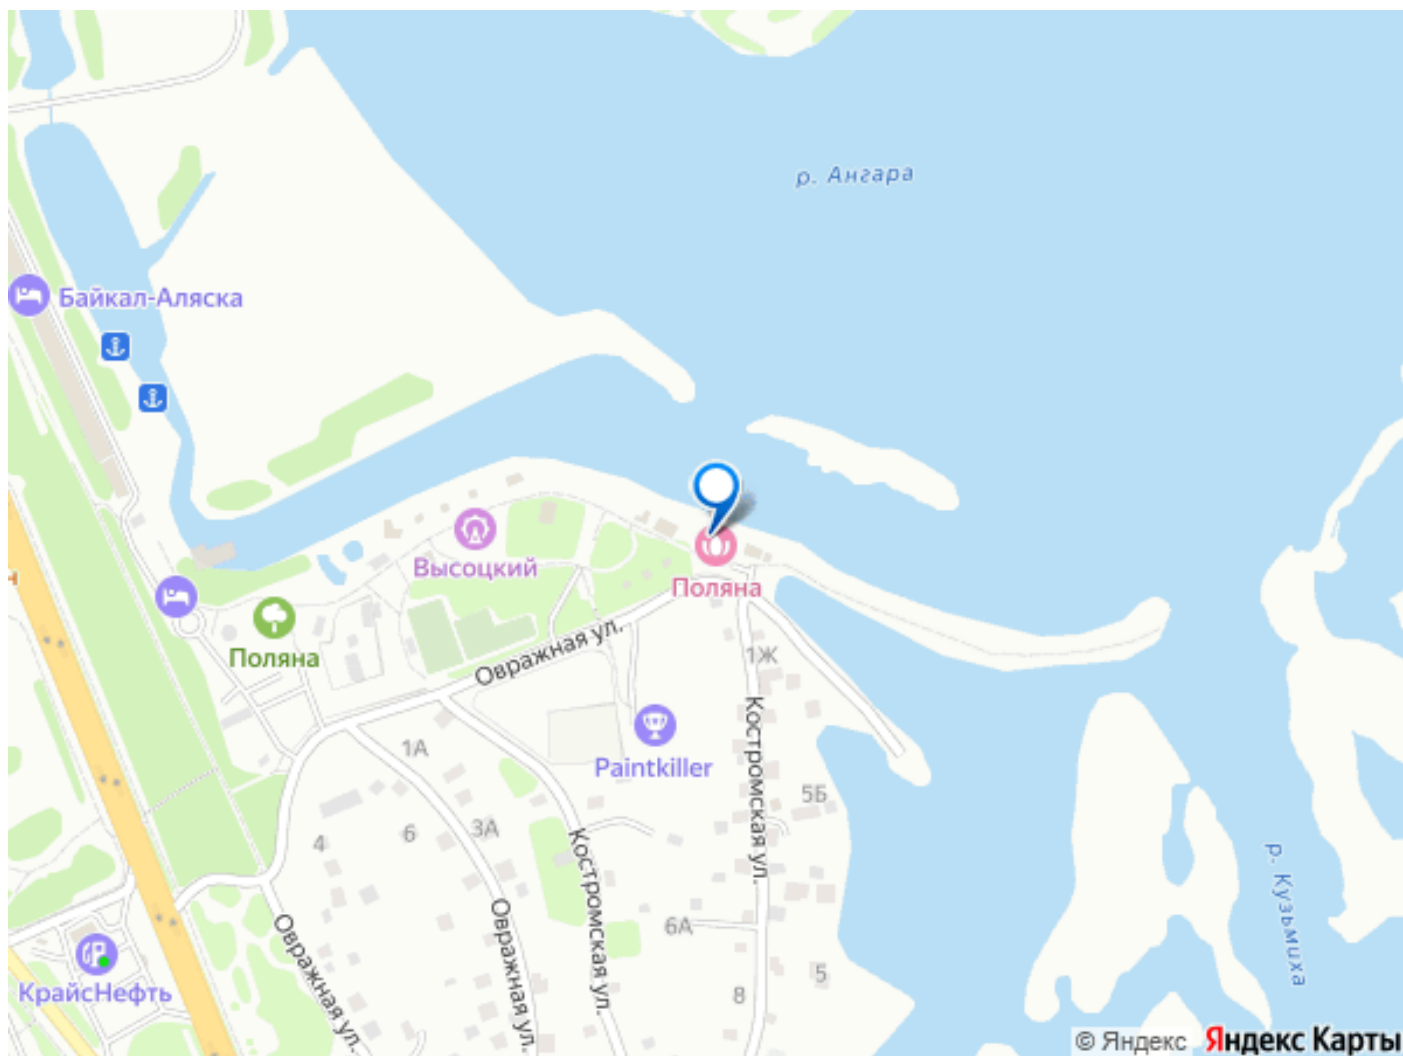 р. Ангара
Байкал-Аляска
Высоцкий
Поляна
Поляна
Овражная ул.
1Ж
Костромская ул.
1А
Paintkiller
5Б
4
6
3А
Костромская ул.
р. Кузьмиха
Овражная ул.
Овражная ул.
6А
5
8
КрайсНефть
н
© Яндекс Яндекс Карты